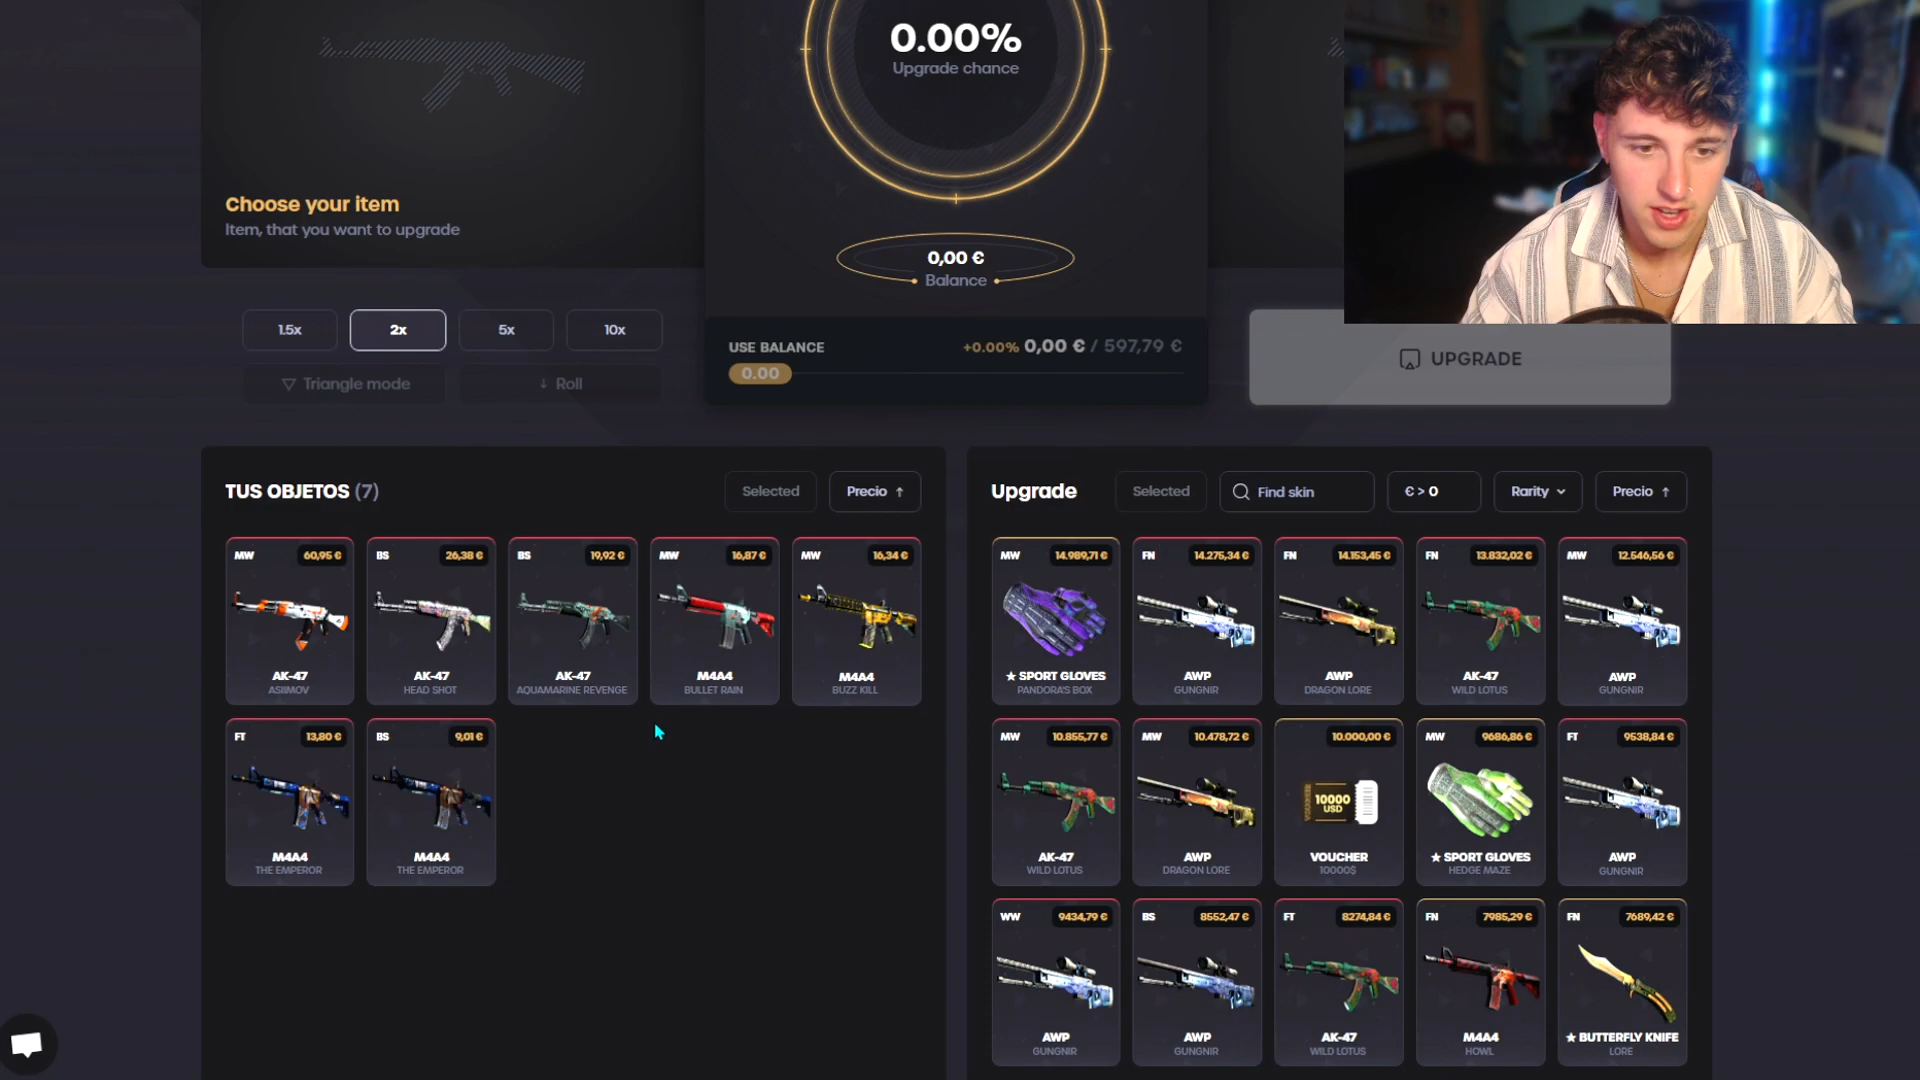 0.00%
Upgrade chance
Choose your item
Item, that you want to upgrade
0,00 €
Balance
1.5x
2x
5x
10x
Triangle mode
Roll
USE BALANCE
+0.00% 0,00 € / 597,79 €
0.00
UPGRADE
TUS OBJETOS (7)
Selected
Precio ↑
MW 60,95 €
AK-47
ASIIMOV
BS 26,38 €
AK-47
HEAD SHOT
BS 19,92 €
AK-47
AQUAMARINE REVENGE
MW 16,87 €
M4A4
BULLET RAIN
MW 16,34 €
M4A4
BUZZ KILL
FT 13,80 €
M4A4
THE EMPEROR
BS 9,01 €
M4A4
THE EMPEROR
Upgrade
Selected
Find skin
€ > 0
Rarity
Precio ↑
MW 14.989,71 €
★ SPORT GLOVES
PANDORA'S BOX
FN 14.275,34 €
AWP
GUNGNIR
FN 14.153,45 €
AWP
DRAGON LORE
FN 13.832,02 €
AK-47
WILD LOTUS
MW 12.546,56 €
AWP
GUNGNIR
MW 10.855,77 €
AK-47
WILD LOTUS
MW 10.478,72 €
AWP
DRAGON LORE
10.000,00 €
10000
USD
VOUCHER
10000$
MW 9686,86 €
★ SPORT GLOVES
HEDGE MAZE
FT 9538,84 €
AWP
GUNGNIR
WW 9434,79 €
AWP
GUNGNIR
BS 8552,47 €
AWP
GUNGNIR
FT 8274,84 €
AK-47
WILD LOTUS
FN 7985,29 €
M4A4
HOWL
FN 7689,42 €
★ BUTTERFLY KNIFE
LORE